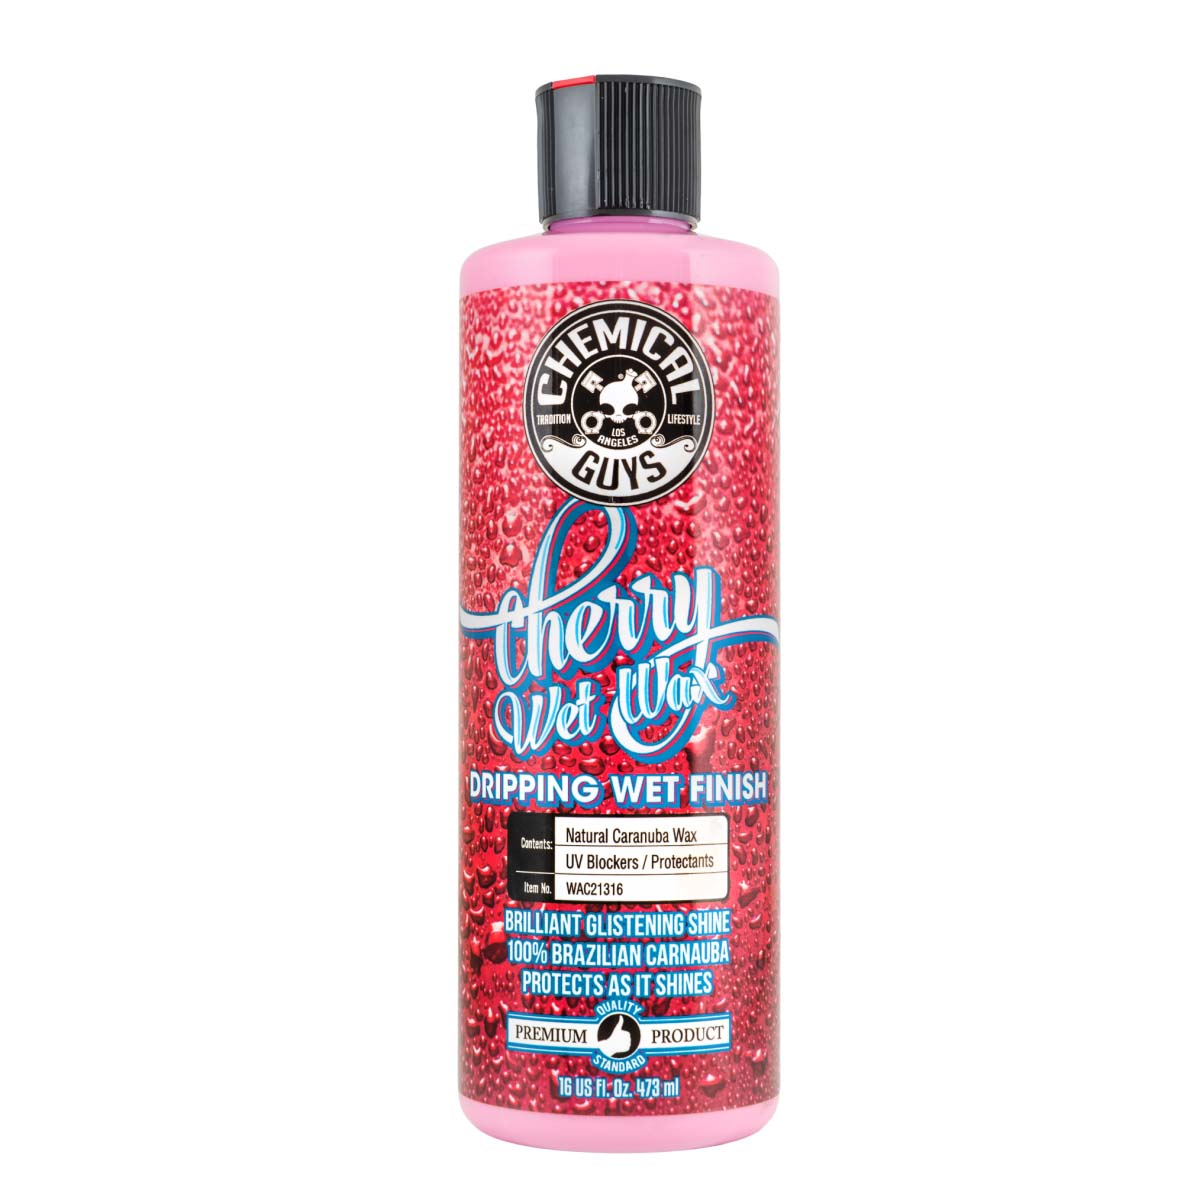 CHEMICAL
TRADITION LIFESTYLE
LOS
ANGELES
GUYS
Cherry
Wet Wax
DRIPPING WET FINISH
Contents: Natural Caranuba Wax
UV Blockers / Protectants
Item No. WAC21316
BRILLIANT GLISTENING SHINE
100% BRAZILIAN CARNAUBA
PROTECTS AS IT SHINES
QUALITY
PREMIUM PRODUCT
STANDARD
16 US Fl. Oz. 473 ml